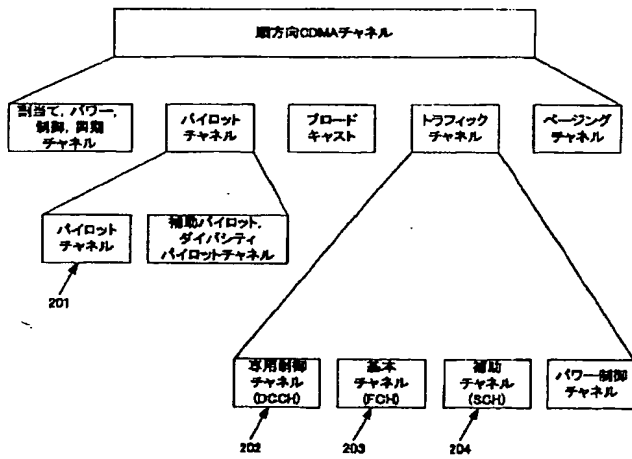 順方向CDMAチャネル
割当て, パワー,
制御, 同期
チャネル
パイロット
チャネル
ブロード
キャスト
トラフィック
チャネル
ページング
チャネル
パイロット
チャネル
補助パイロット,
ダイバシティ
パイロットチャネル
201
専用制御
チャネル
(DCCH)
基本
チャネル
(FCH)
補助
チャネル
(SCH)
パワー制御
チャネル
202
203
204